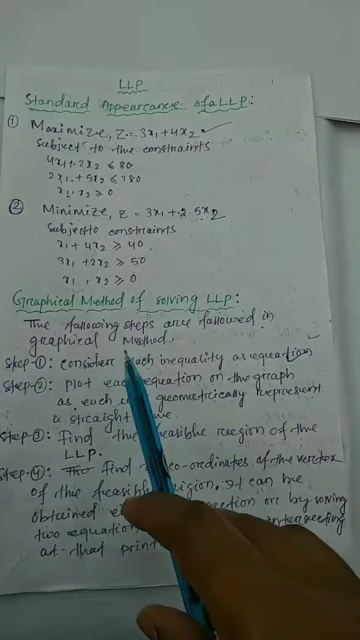 LLP
Standard Appearance of a LLP:
① Maximize, Z = 3x1 + 4x2
Subject to the constraints
4x1 + 2x2 ≤ 80
2x1 + 5x2 ≤ 180
x1, x2 ≥ 0
② Minimize, Z = 3x1 + 2.5x2
Subject to constraints
x1 + 4x2 ≥ 40
3x1 + 2x2 ≥ 50
x1, x2 ≥ 0
Graphical Method of solving LLP:
The following steps are followed in
graphical Method.
Step-①: consider each inequality as equation
Step-②: plot each equation on the graph
as each geometrically represent
a straight
Step-③: find the feasible region of the
LLP.
Step-④: find co-ordinates of the vertex
of the feasible region. It can be
obtained or by solving
two equation intersecting
at that point